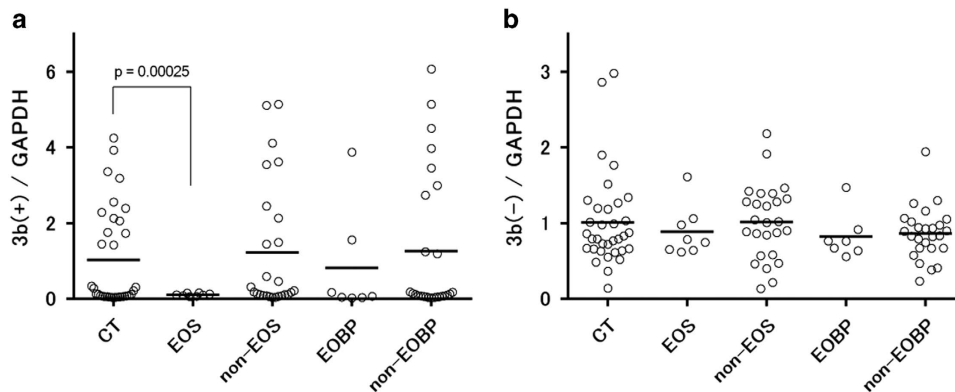 a
3b(+) / GAPDH
6
4
2
0
p = 0.00025
CT
EOS
non-EOS
EOBP
non-EOBP
b
3b(-) / GAPDH
3
2
1
0
CT
EOS
non-EOS
EOBP
non-EOBP